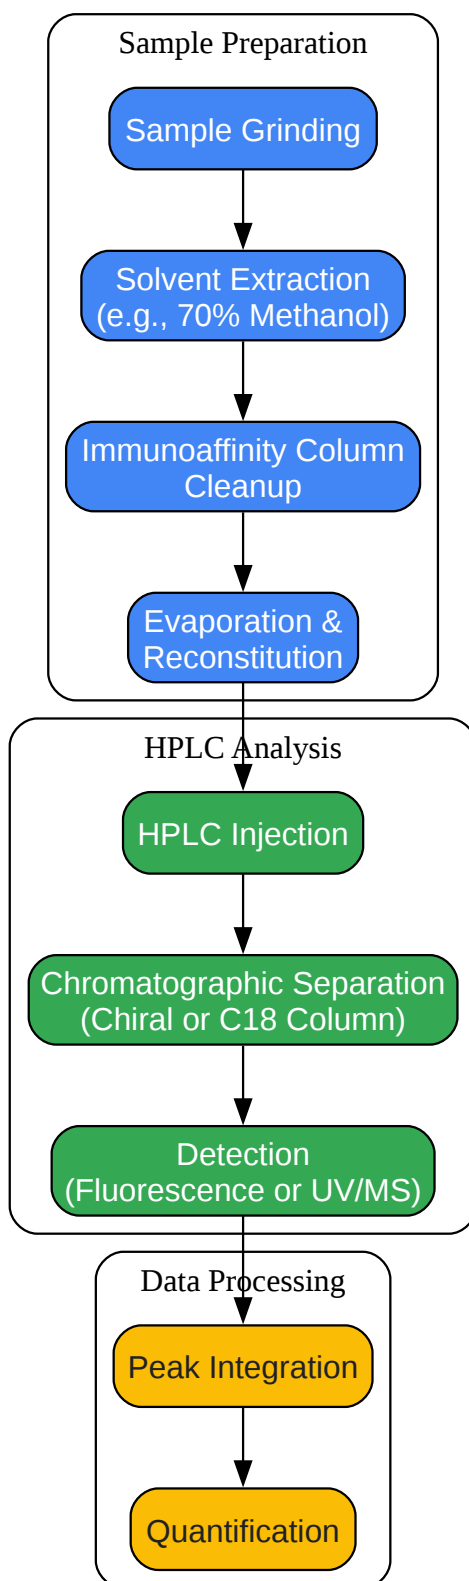 Sample Preparation
Sample Grinding
Solvent Extraction
(e.g., 70% Methanol)
Immunoaffinity Column
Cleanup
Evaporation &
Reconstitution
HPLC Analysis
HPLC Injection
Chromatographic Separation
(Chiral or C18 Column)
Detection
(Fluorescence or UV/MS)
Data Processing
Peak Integration
Quantification